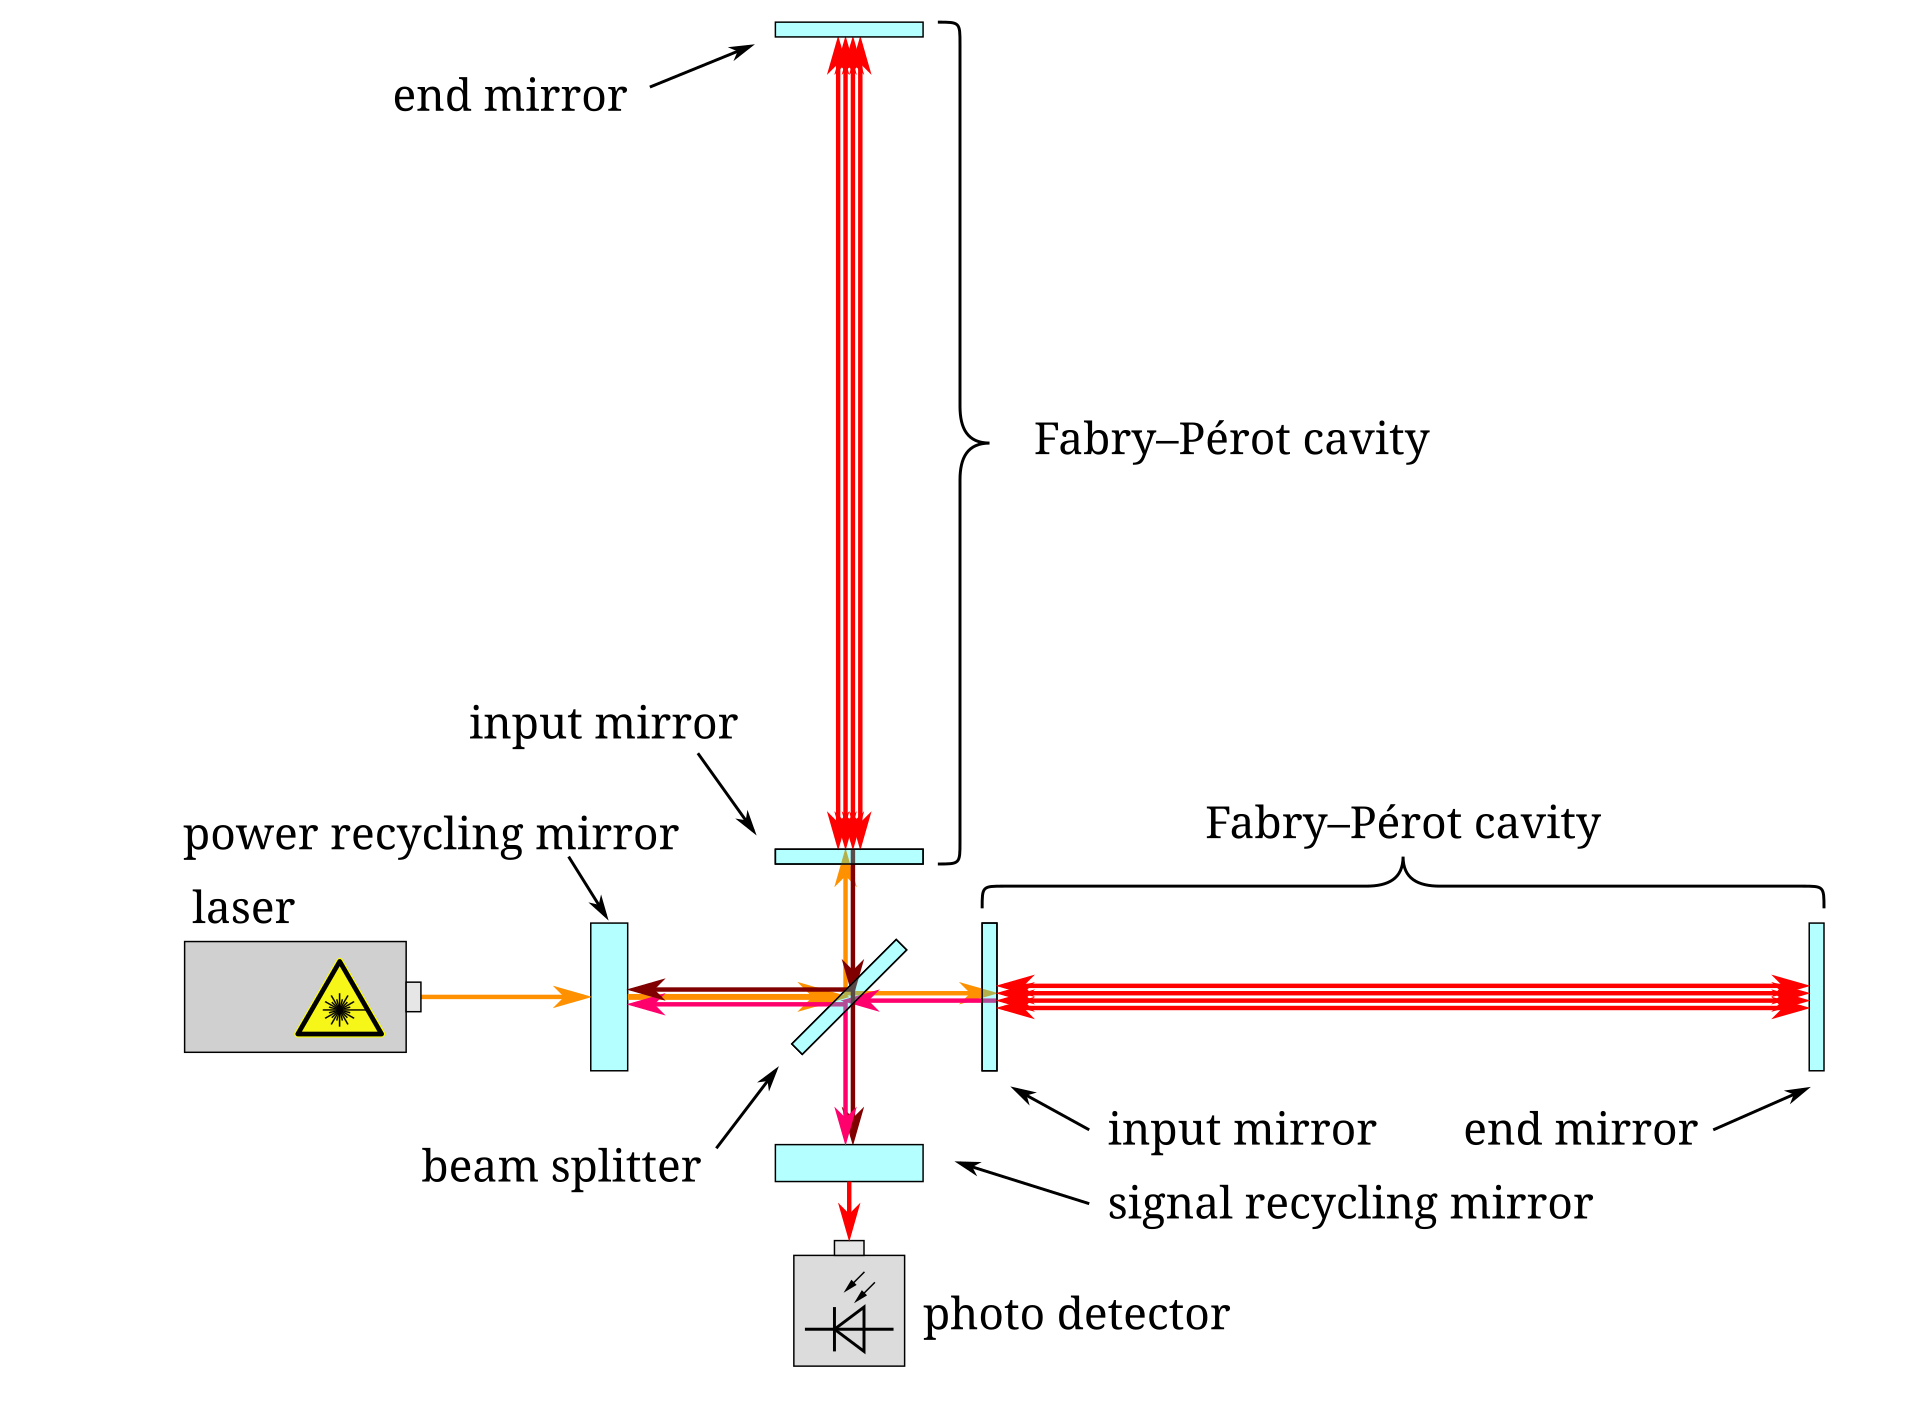 end mirror
Fabry–Pérot cavity
input mirror
power recycling mirror
Fabry–Pérot cavity
laser
input mirror
end mirror
beam splitter
signal recycling mirror
photo detector